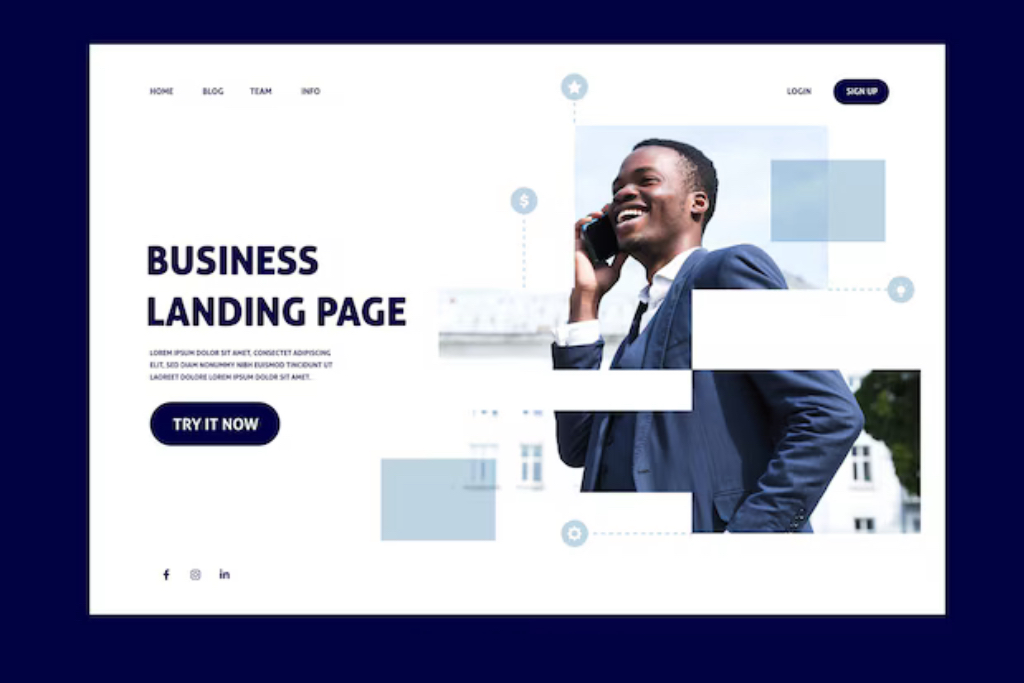 HOME BLOG TEAM INFO LOGIN SIGN UP
$
BUSINESS
LANDING PAGE
LOREM IPSUM DOLOR SIT AMET, CONSECTET ADIPISCING
ELIT, SED DIAM NONUMMY NIBH EUISMOD TINCIDUNT UT
LAOREET DOLORE LOREM IPSUM DOLOR SIT AMET.
TRY IT NOW
f in